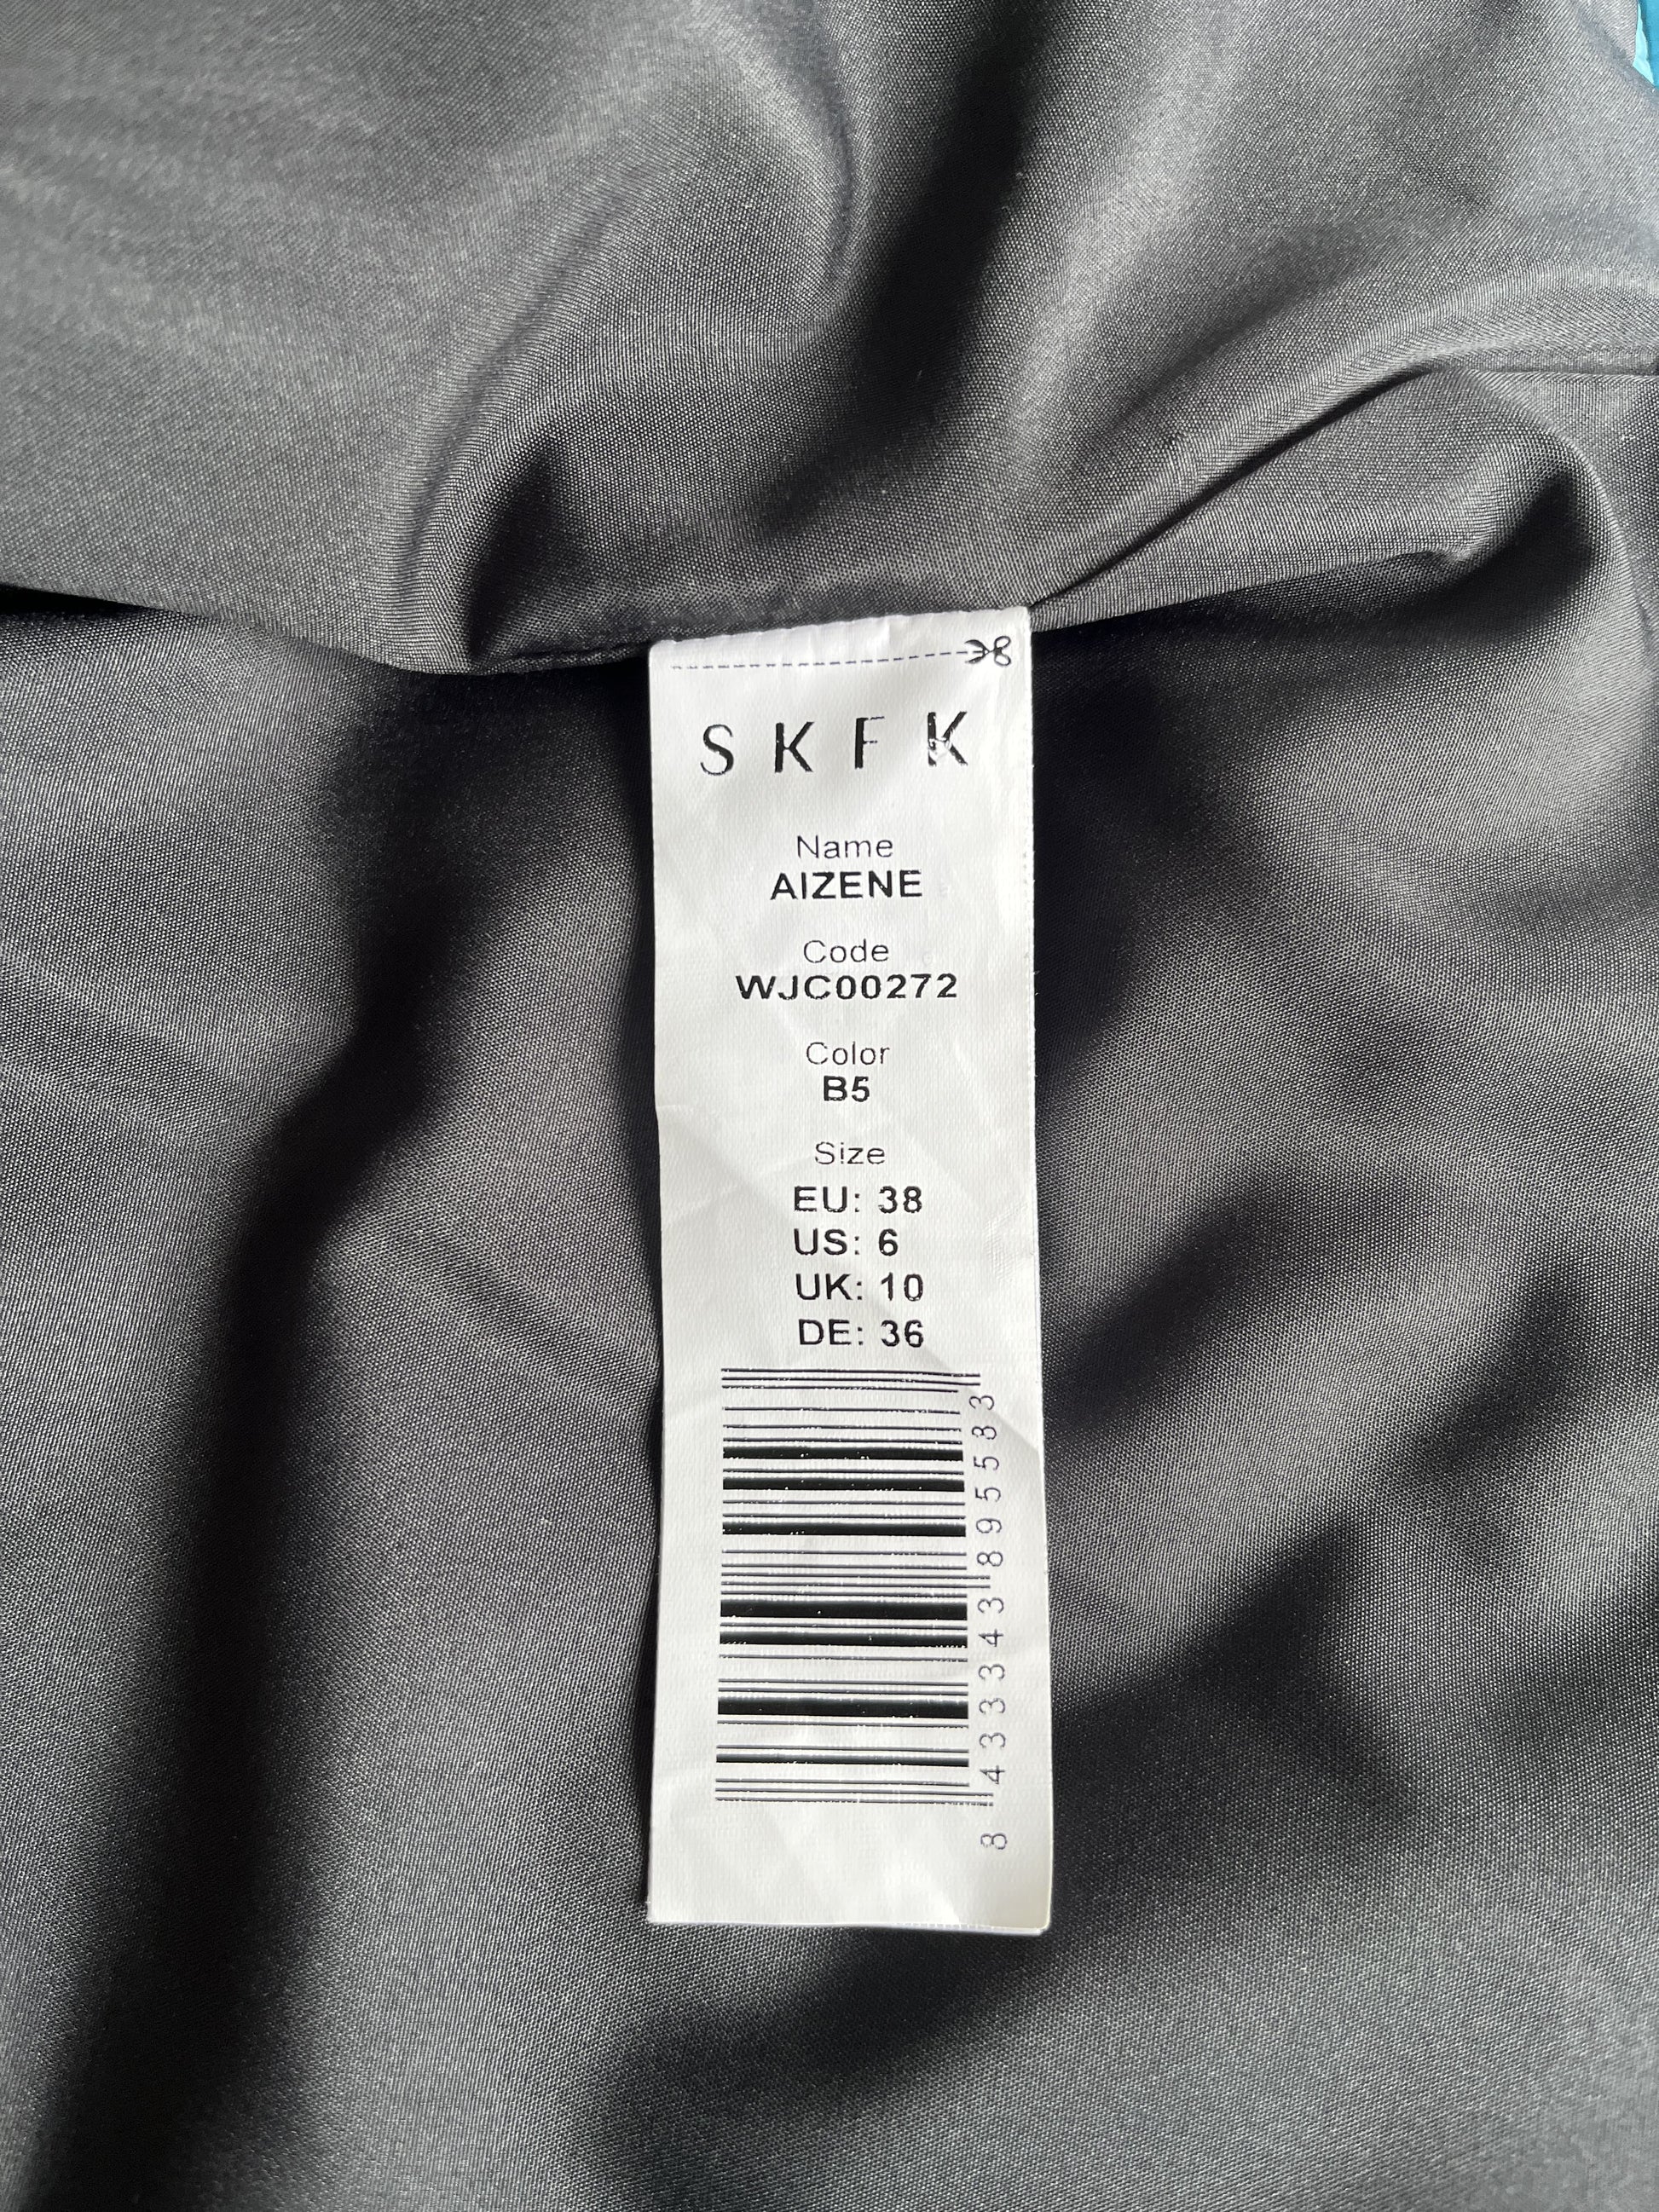 SKFK
Name
AIZENE
Code
WJC00272
Color
B5
Size
EU: 38
US: 6
UK: 10
DE: 36
8 433343 895583